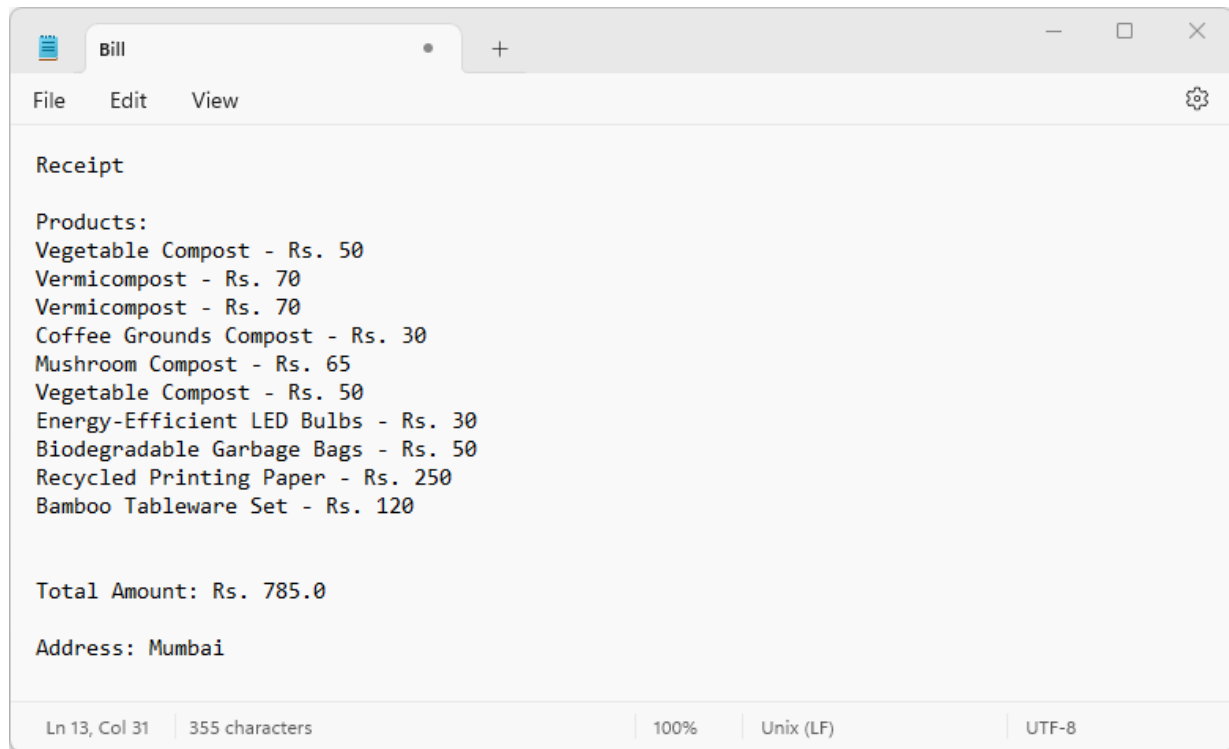 Bill
File Edit View
Receipt
Products:
Vegetable Compost - Rs. 50
Vermicompost - Rs. 70
Vermicompost - Rs. 70
Coffee Grounds Compost - Rs. 30
Mushroom Compost - Rs. 65
Vegetable Compost - Rs. 50
Energy-Efficient LED Bulbs - Rs. 30
Biodegradable Garbage Bags - Rs. 50
Recycled Printing Paper - Rs. 250
Bamboo Tableware Set - Rs. 120
Total Amount: Rs. 785.0
Address: Mumbai
Ln 13, Col 31 355 characters 100% Unix (LF) UTF-8